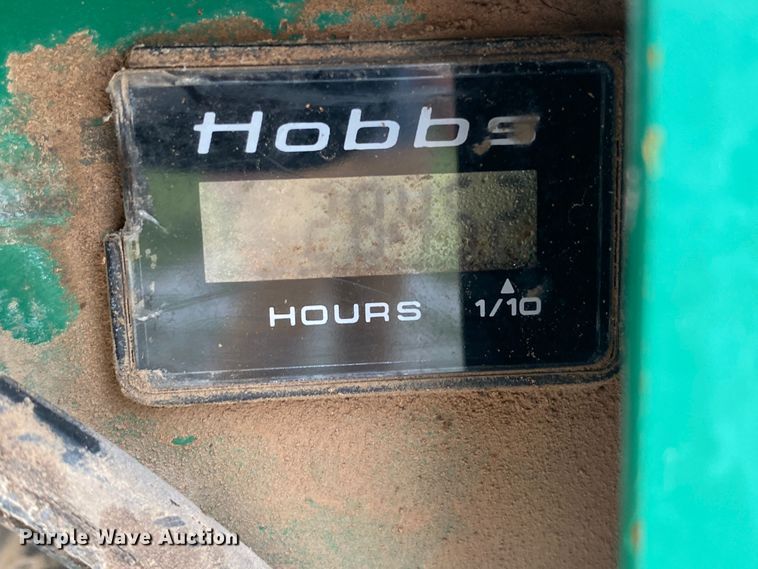 Hobbs
HOURS 1/10
Purple Wave Auction